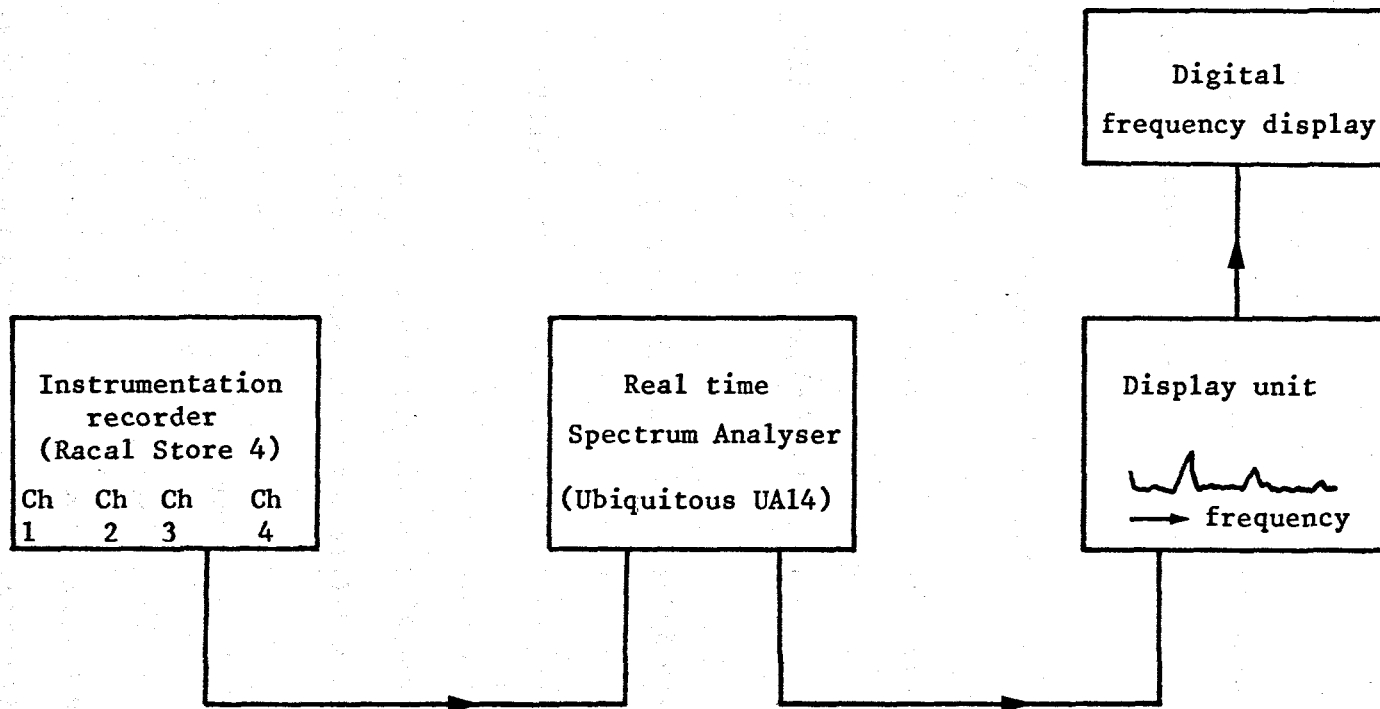 Digital
frequency display
Instrumentation
recorder
(Racal Store 4)
Ch Ch Ch Ch
1 2 3 4
Real time
Spectrum Analyser
(Ubiquitous UA14)
Display unit
frequency